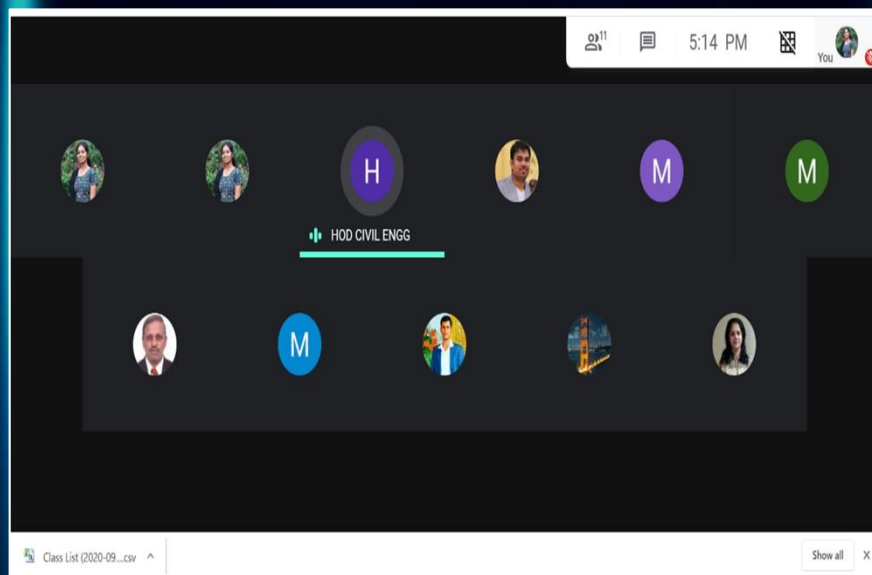 11
5:14 PM
You
H
M
M
HOD CIVIL ENGG
M
Class List (2020-09....csv
Show all
X